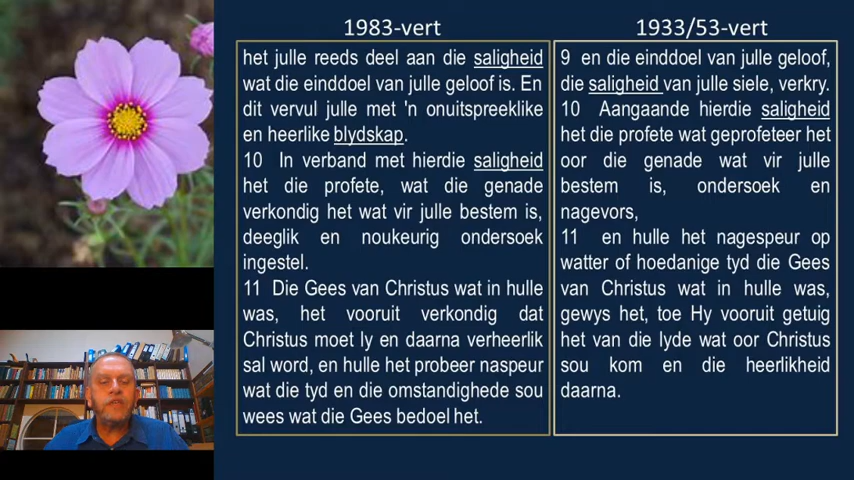 1983-vert
het julle reeds deel aan die saligheid
wat die einddoel van julle geloof is. En
dit vervul julle met 'n onuitspreeklike
en heerlike blydskap.
10 In verband met hierdie saligheid
het die profete, wat die genade
verkondig het wat vir julle bestem is,
deeglik en noukeurig ondersoek
ingestel.
11 Die Gees van Christus wat in hulle
was, het vooruit verkondig dat
Christus moet ly en daarna verheerlik
sal word, en hulle het probeer naspeur
wat die tyd en die omstandighede sou
wees wat die Gees bedoel het.
1933/53-vert
9 en die einddoel van julle geloof,
die saligheid van julle siele, verkry.
10 Aangaande hierdie saligheid
het die profete wat geprofeteer het
oor die genade wat vir julle
bestem is, ondersoek en
nagevors,
11 en hulle het nagespeur op
watter of hoedanige tyd die Gees
van Christus wat in hulle was,
gewys het, toe Hy vooruit getuig
het van die lyde wat oor Christus
sou kom en die heerlikheid
daarna.